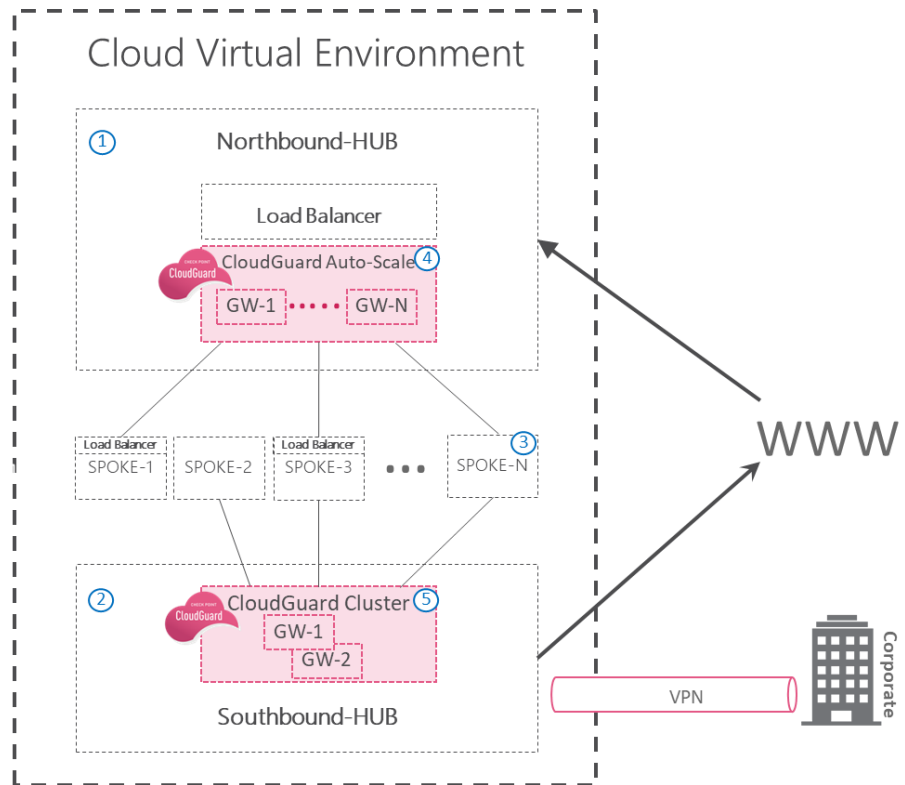 Cloud Virtual Environment
1
Northbound-HUB
Load Balancer
CHECK POINT
CloudGuard
CloudGuard Auto-Scale
4
GW-1
GW-N
WWW
Load Balancer
SPOKE-1
SPOKE-2
Load Balancer
SPOKE-3
3
SPOKE-N
2
CHECK POINT
CloudGuard
CloudGuard Cluster
5
GW-1
GW-2
Southbound-HUB
VPN
Corporate